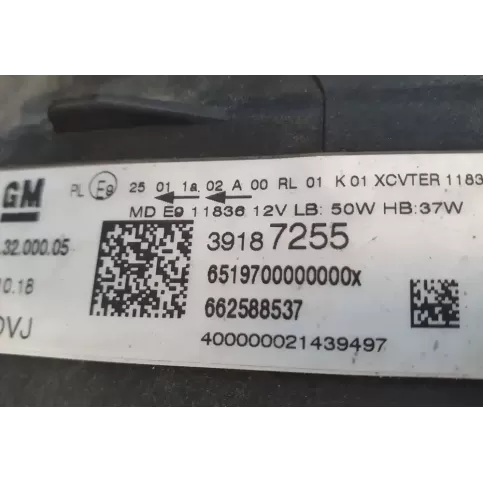 GM
PL E9 25 01 1a 02 A 00 RL 01 K 01 XCVTER 1183
MD E9 11836 12V LB: 50W HB:37W
.32.000.05
39187255
6519700000000x
10.18
662588537
OVJ
400000021439497